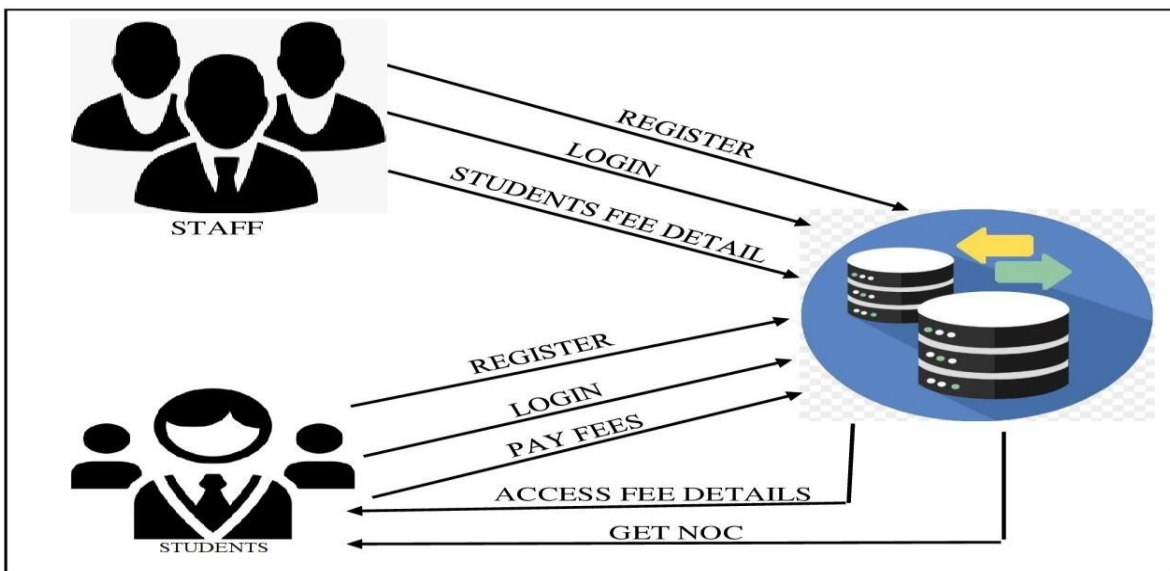 REGISTER
LOGIN
STUDENTS FEE DETAIL
STAFF
REGISTER
LOGIN
PAY FEES
ACCESS FEE DETAILS
GET NOC
STUDENTS